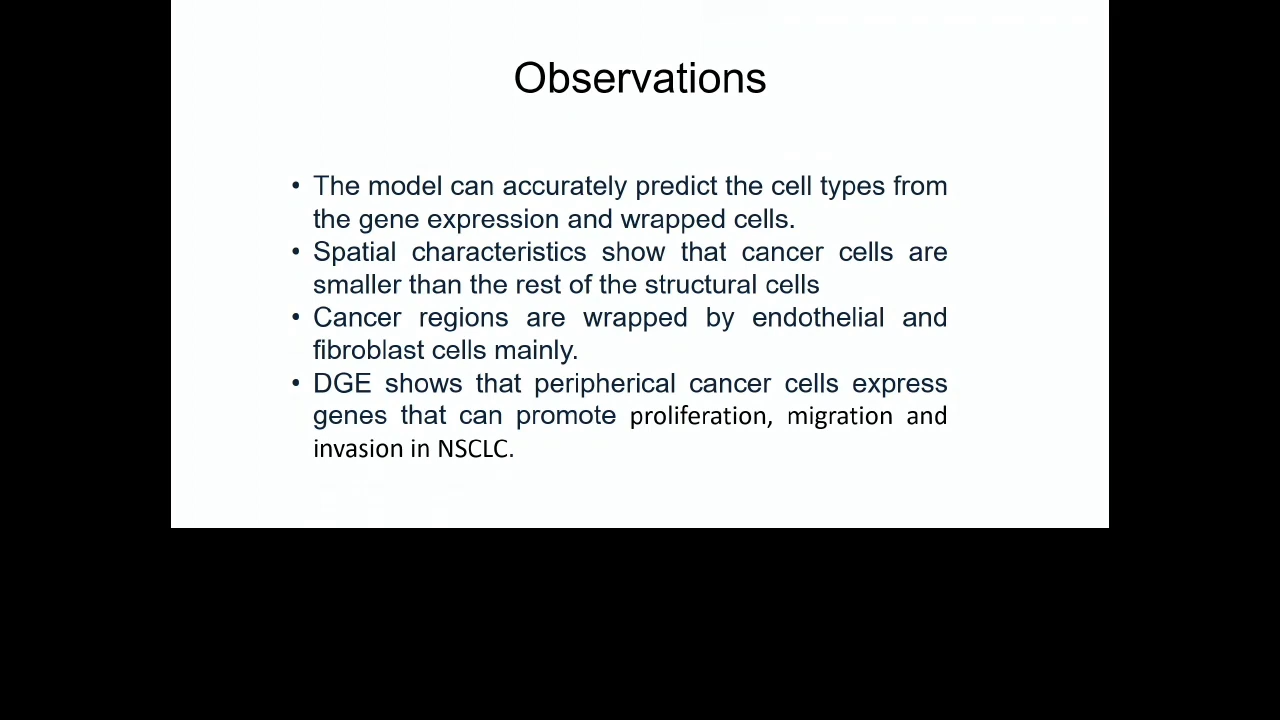 Observations
• The model can accurately predict the cell types from
the gene expression and wrapped cells.
• Spatial characteristics show that cancer cells are
smaller than the rest of the structural cells
• Cancer regions are wrapped by endothelial and
fibroblast cells mainly.
• DGE shows that peripherical cancer cells express
genes that can promote proliferation, migration and
invasion in NSCLC.